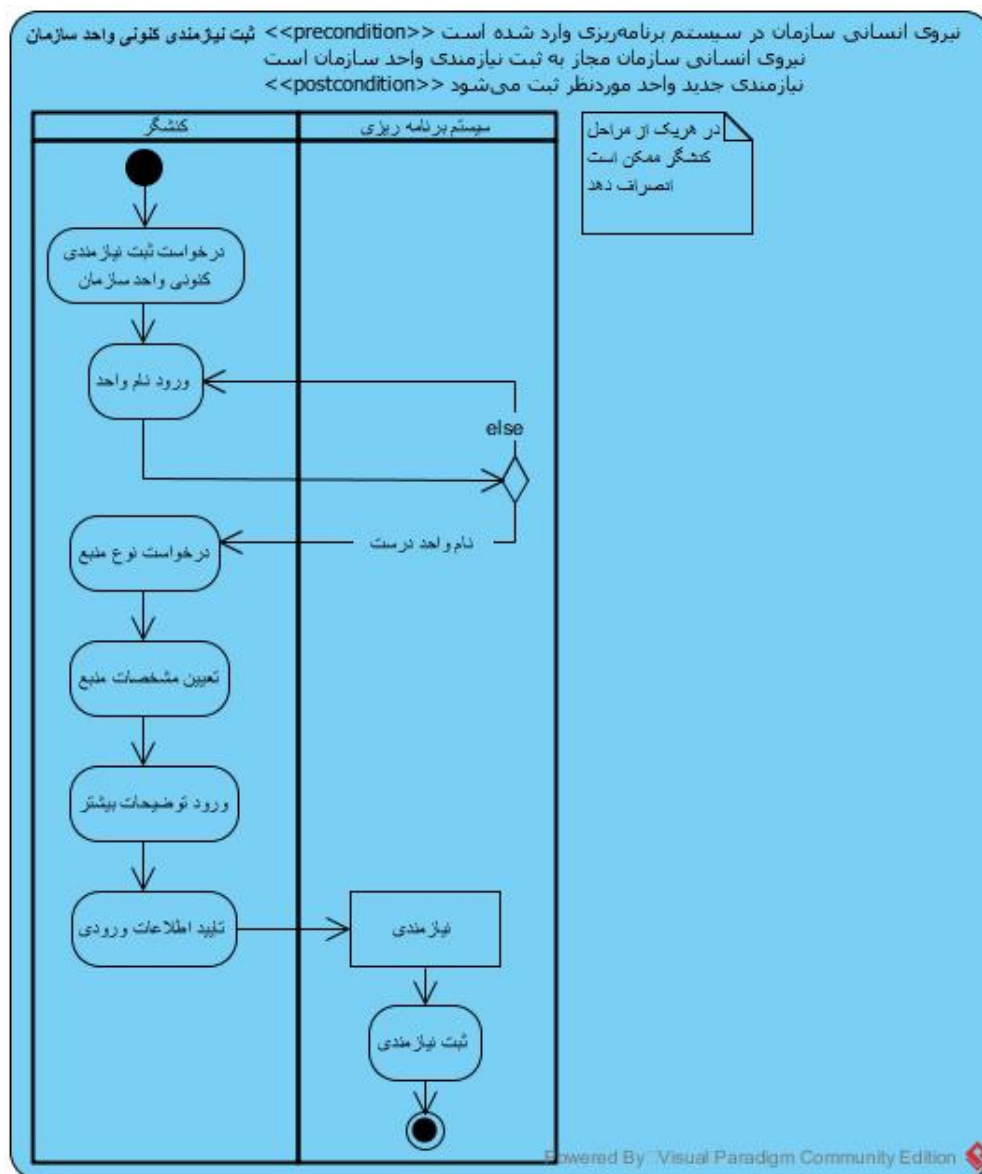 ثبت نیازمندی کنونی واحد سازمان <<precondition>> نیروی انسانی سازمان در سیستم برنامه‌ریزی وارد شده است
نیروی انسانی سازمان مجاز به ثبت نیازمندی واحد سازمان است
<<postcondition>> نیازمندی جدید واحد موردنظر ثبت می‌شود
کنشگر
سیستم برنامه ریزی
در هریک از مراحل
کنشگر ممکن است
انصراف دهد
درخواست ثبت نیازمندی
کنونی واحد سازمان
ورود نام واحد
else
نام واحد درست
درخواست نوع منبع
تعیین مشخصات منبع
ورود توضیحات بیشتر
تایید اطلاعات ورودی
نیازمندی
ثبت نیازمندی
Powered By Visual Paradigm Community Edition